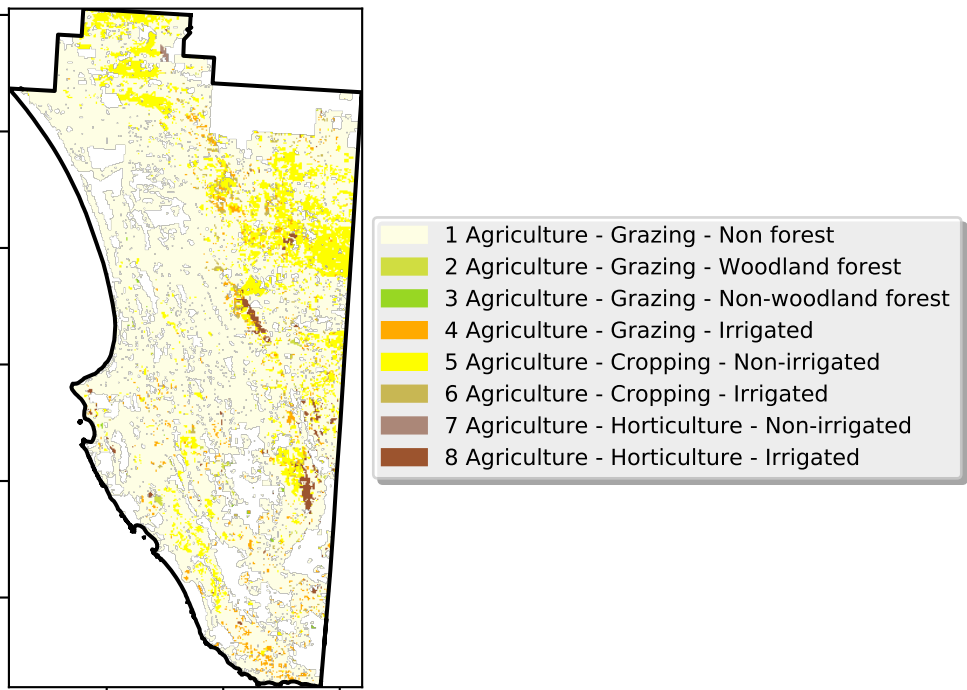 1 Agriculture - Grazing - Non forest
2 Agriculture - Grazing - Woodland forest
3 Agriculture - Grazing - Non-woodland forest
4 Agriculture - Grazing - Irrigated
5 Agriculture - Cropping - Non-irrigated
6 Agriculture - Cropping - Irrigated
7 Agriculture - Horticulture - Non-irrigated
8 Agriculture - Horticulture - Irrigated